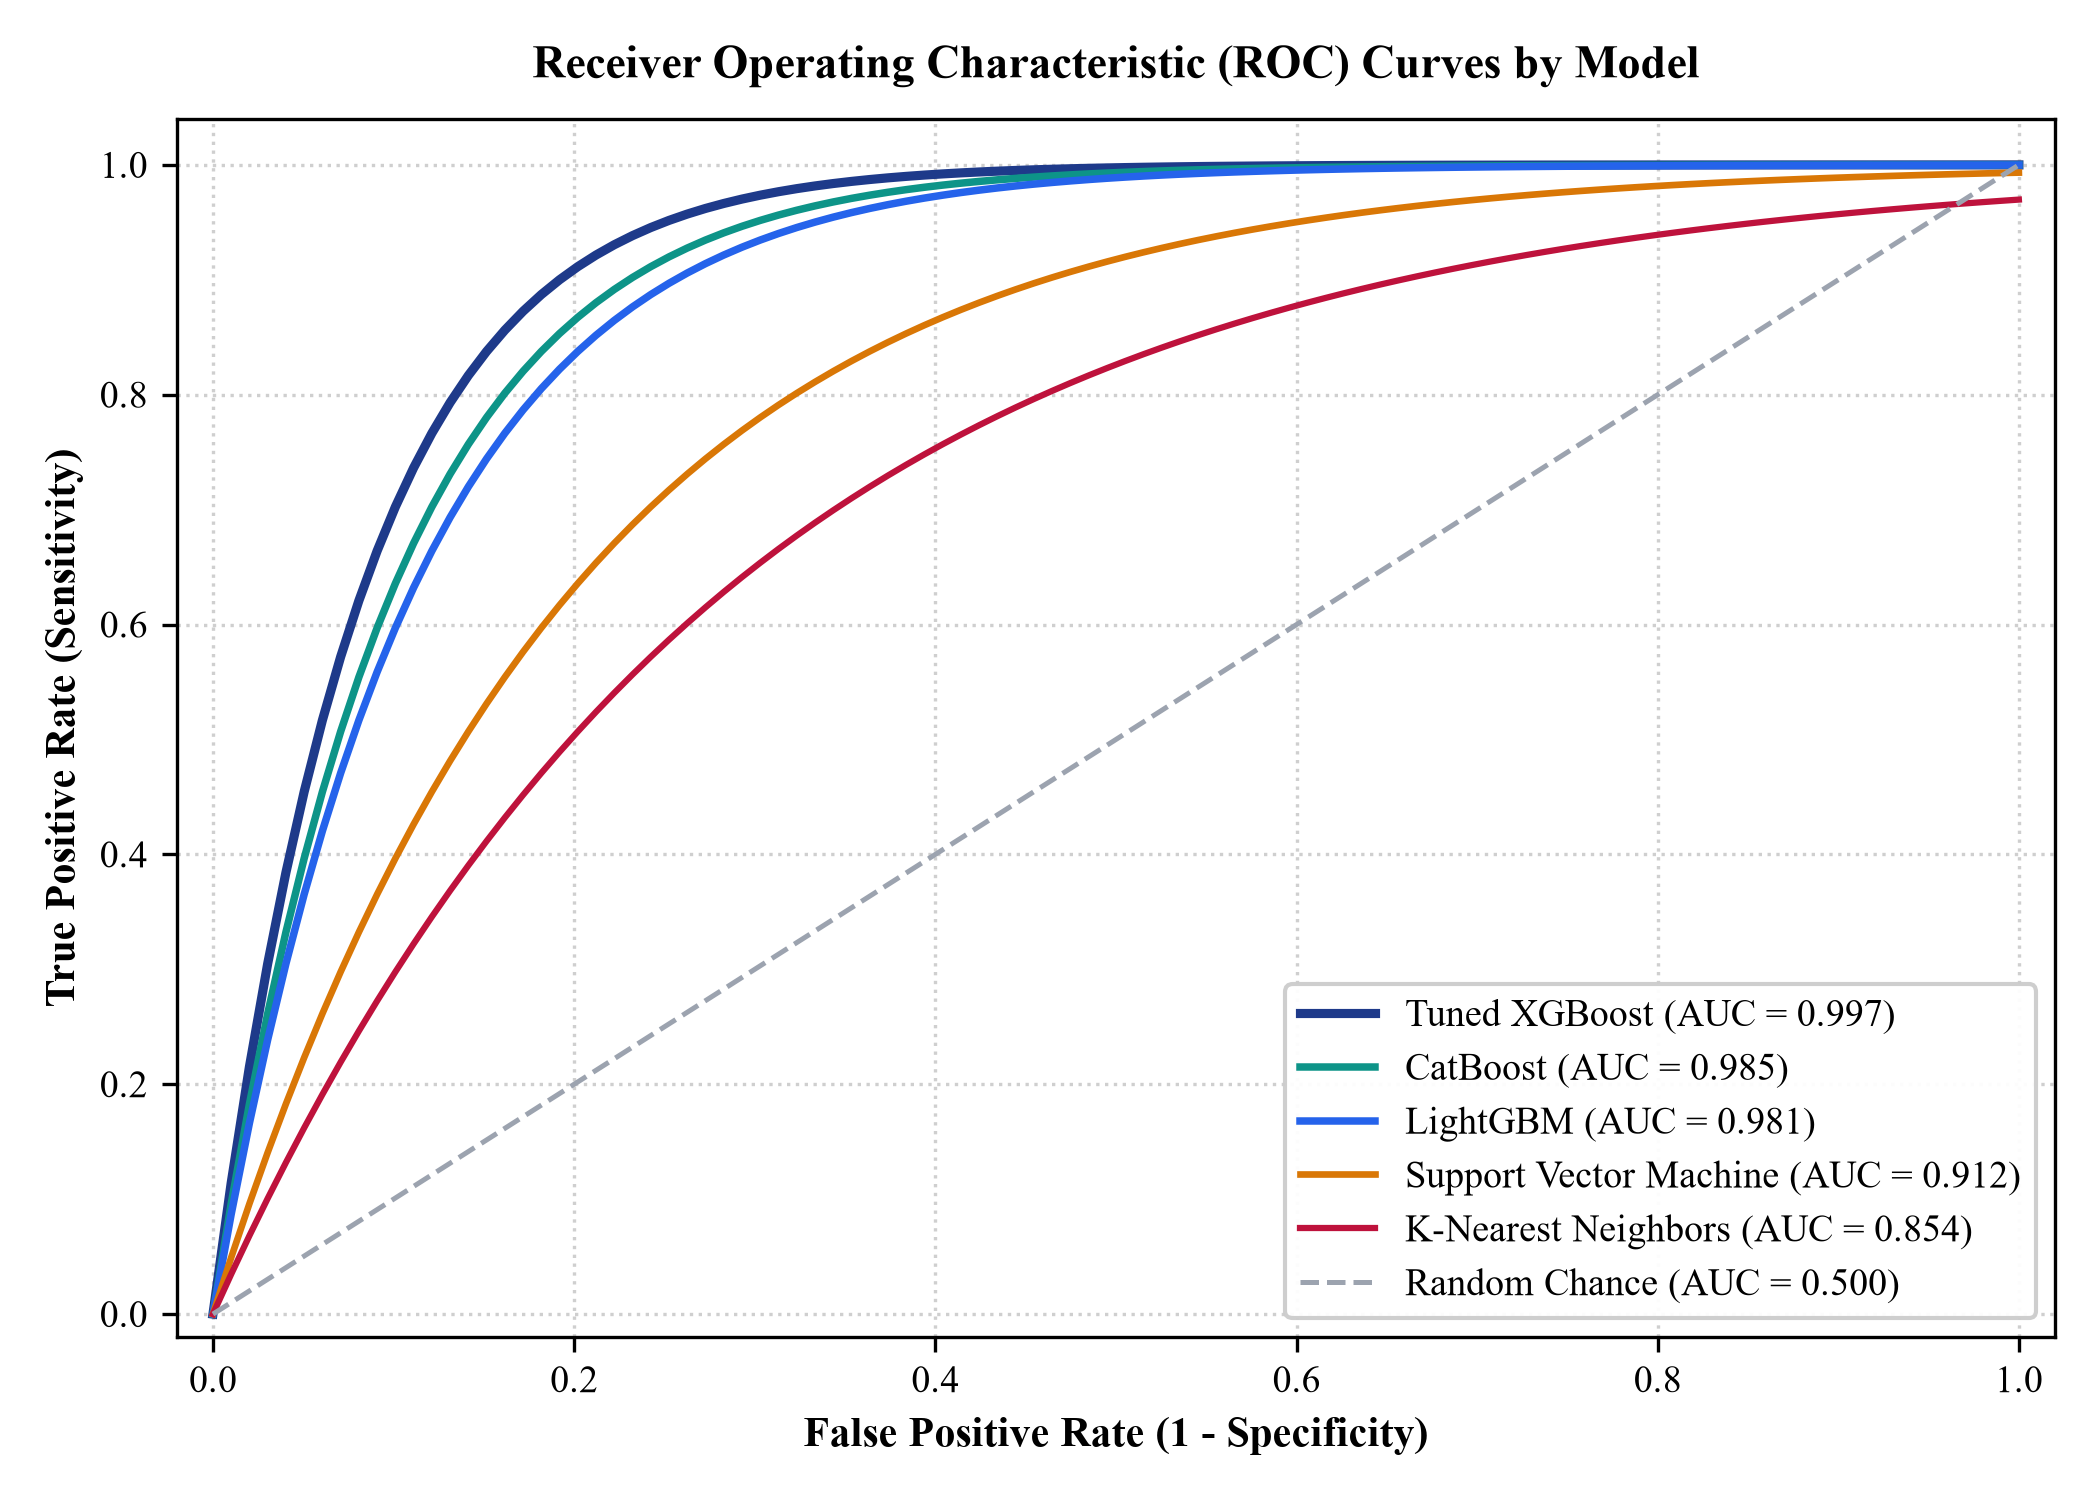 Receiver Operating Characteristic (ROC) Curves by Model
True Positive Rate (Sensitivity)
1.0
0.8
0.6
0.4
0.2
0.0
0.0 0.2 0.4 0.6 0.8 1.0
False Positive Rate (1 - Specificity)
Tuned XGBoost (AUC = 0.997)
CatBoost (AUC = 0.985)
LightGBM (AUC = 0.981)
Support Vector Machine (AUC = 0.912)
K-Nearest Neighbors (AUC = 0.854)
Random Chance (AUC = 0.500)